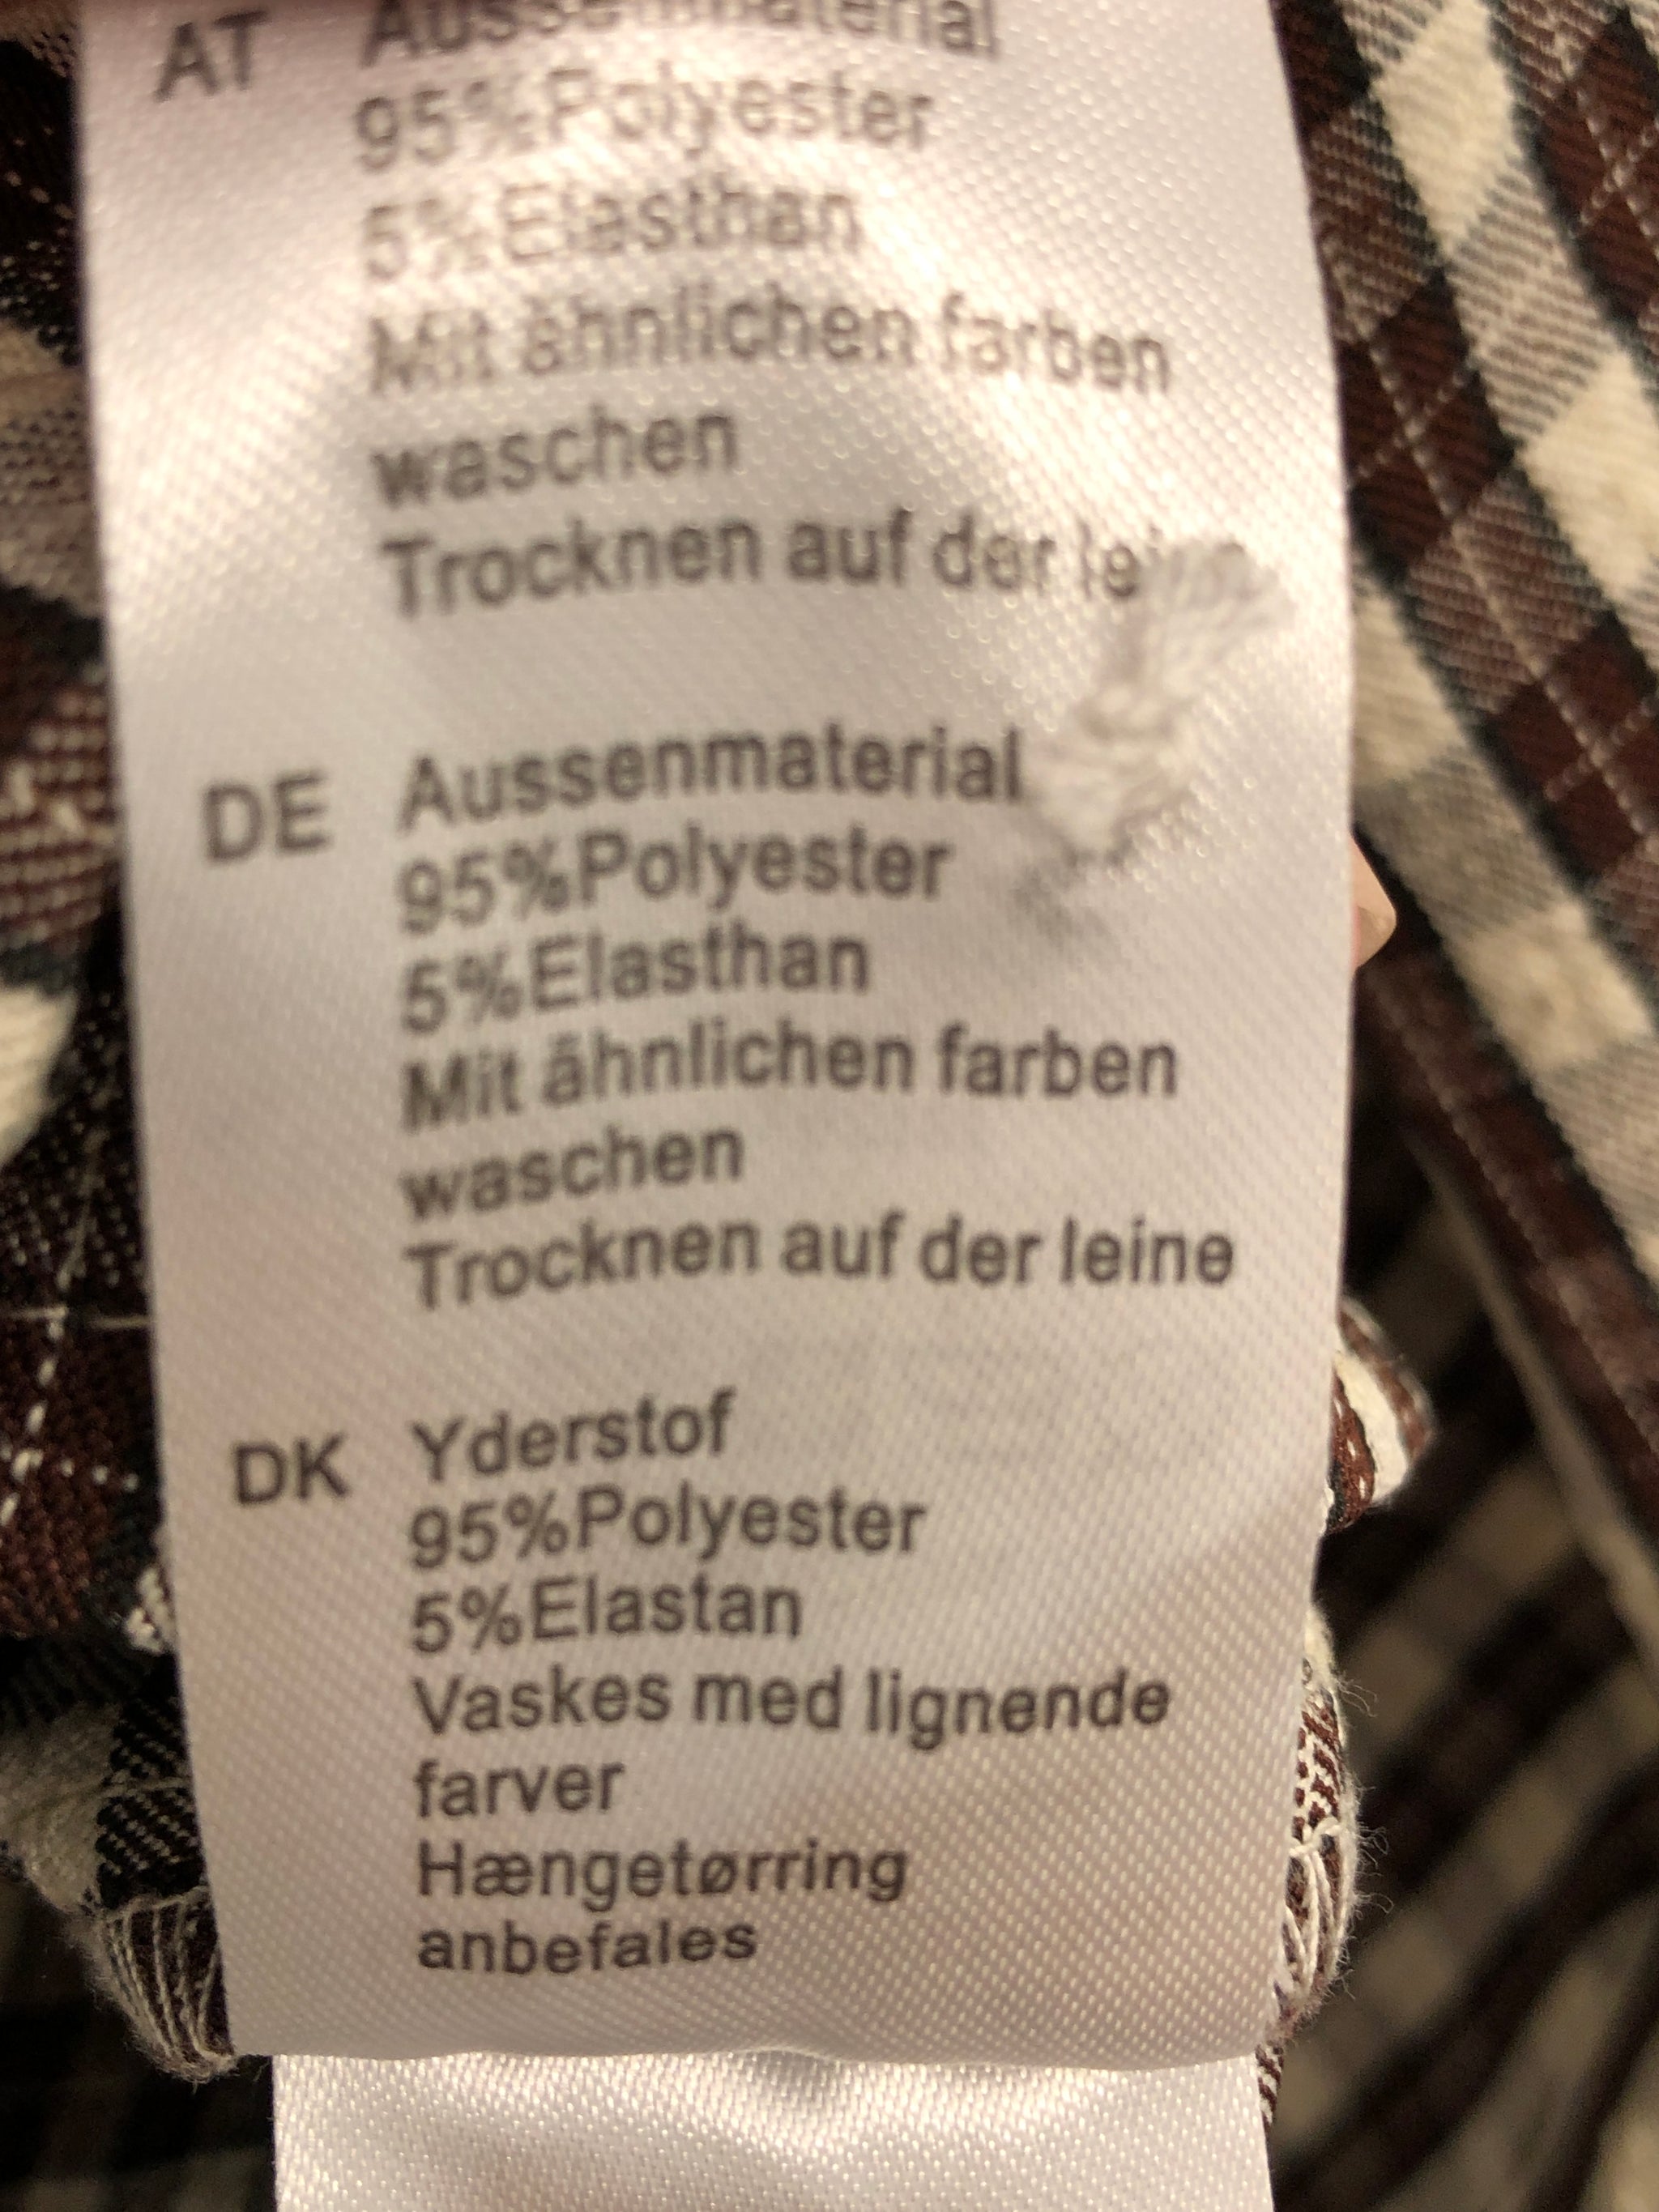 AT Aussenmaterial
95%Polyester
5%Elasthan
Mit ähnlichen farben
waschen
Trocknen auf der
DE Aussenmaterial
95%Polyester
5%Elasthan
Mit ähnlichen farben
waschen
Trocknen auf der leine
DK Yderstof
95%Polyester
5%Elastan
Vaskes med lignende
farver
Hængetørring
anbefales